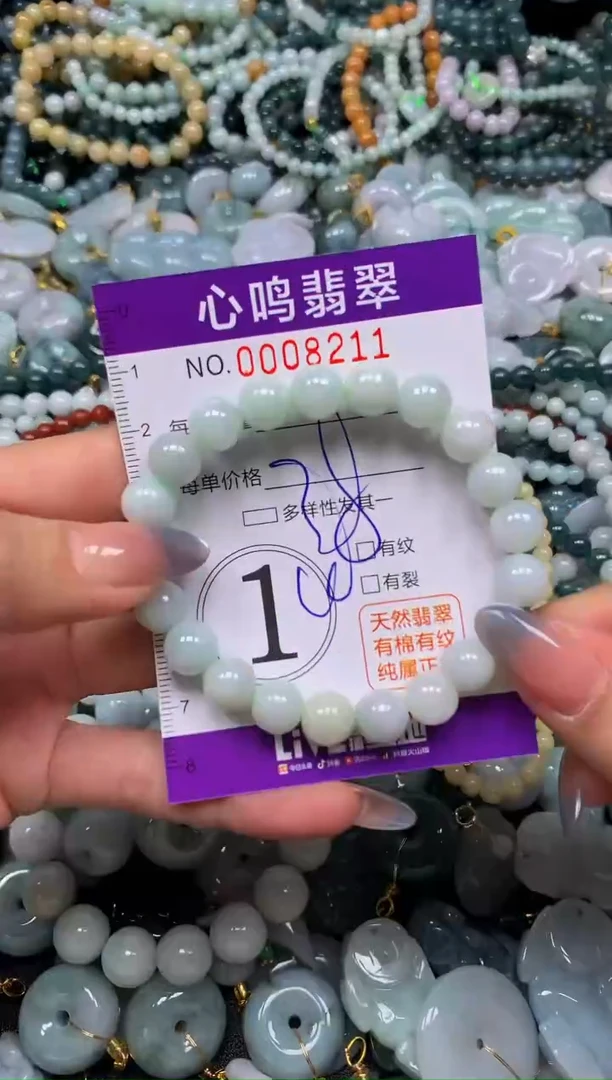 心鸣翡翠
NO.0008211
0
1
2
每
每单价格
多样性发其一
有纹
有裂
1
天然翡翠
有棉有纹
纯属正
7
8